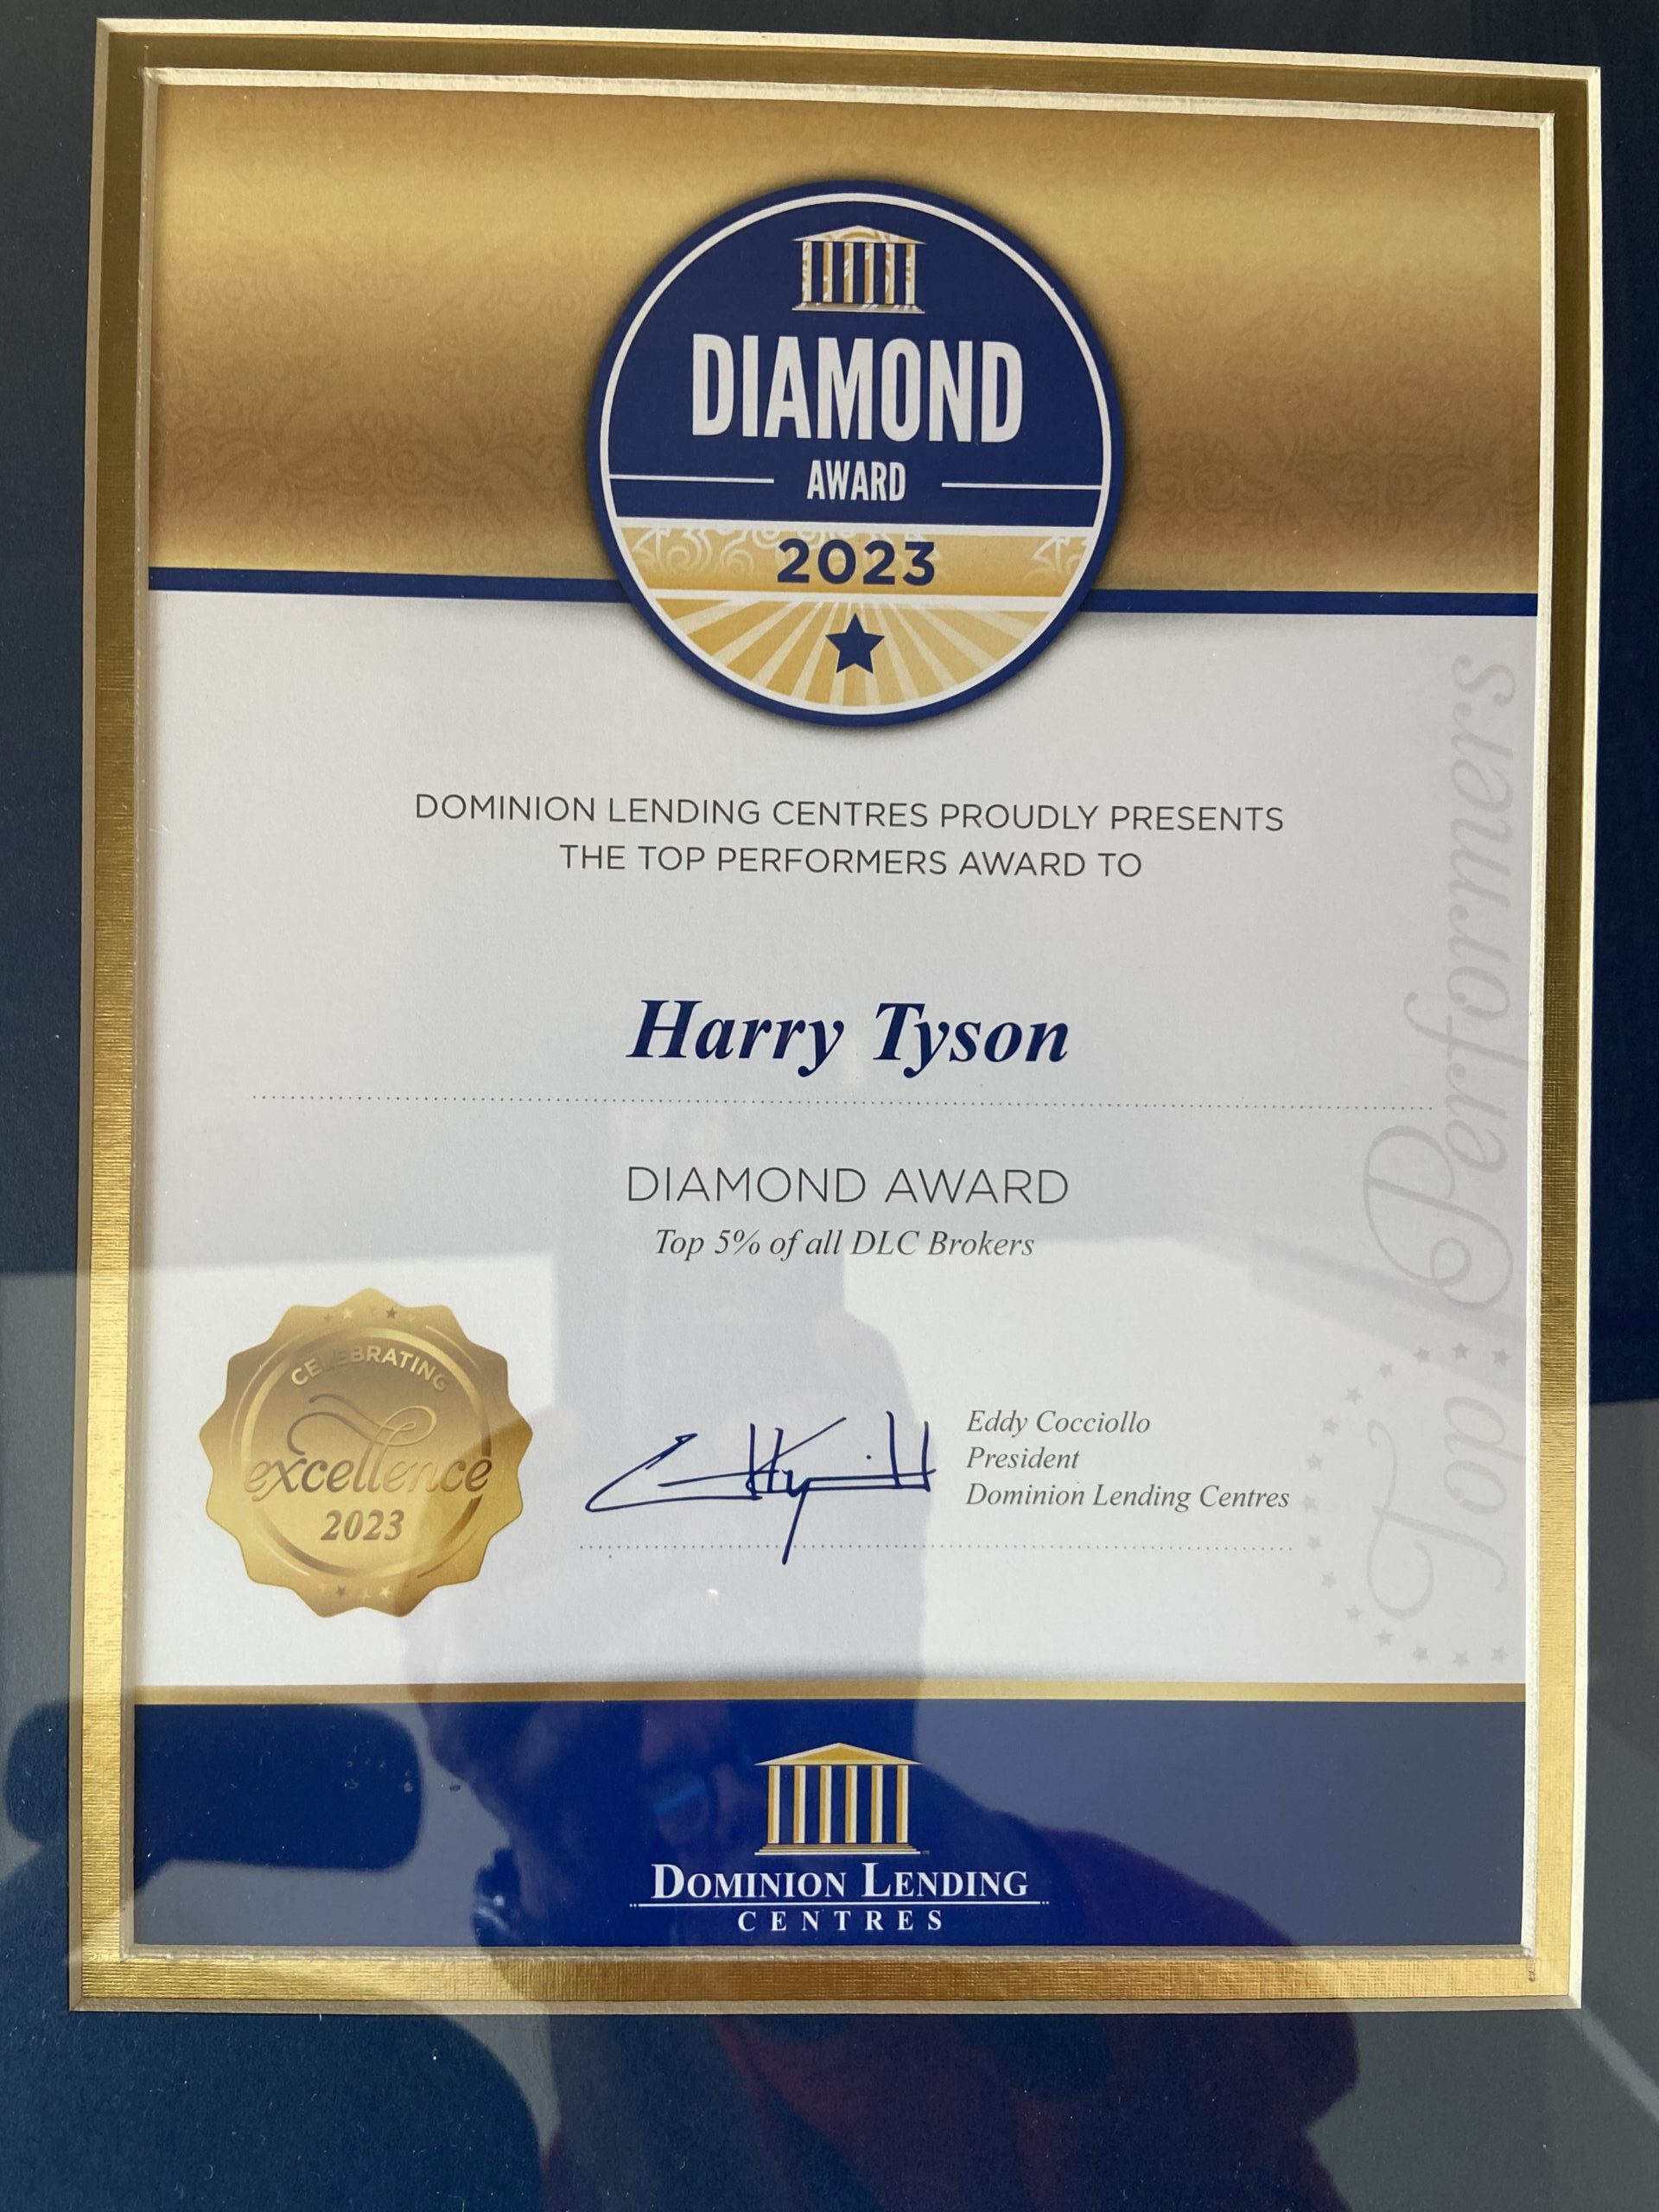 DIAMOND
AWARD
2023
DOMINION LENDING CENTRES PROUDLY PRESENTS
THE TOP PERFORMERS AWARD TO
Harry Tyson
DIAMOND AWARD
Top 5% of all DLC Brokers
CELEBRATING
excellence
2023
Eddy Cocciollo
President
Dominion Lending Centres
Top Performers
DOMINION LENDING
CENTRES